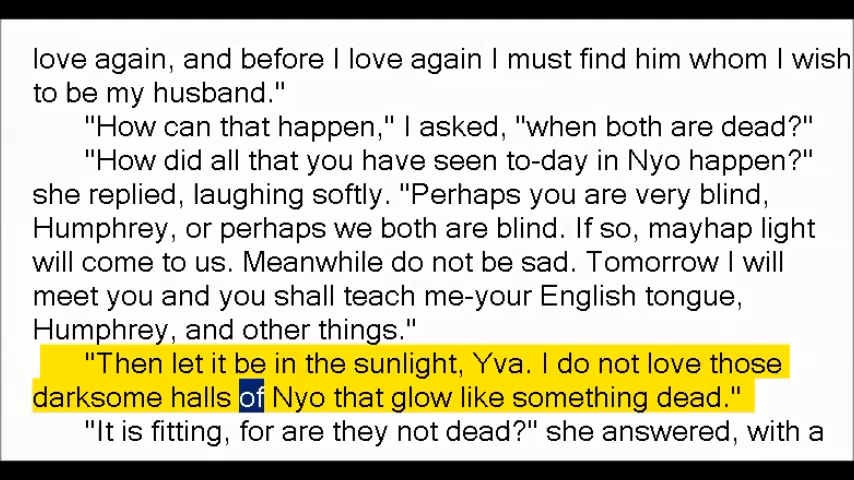 love again, and before I love again I must find him whom I wish
to be my husband."
"How can that happen," I asked, "when both are dead?"
"How did all that you have seen to-day in Nyo happen?"
she replied, laughing softly. "Perhaps you are very blind,
Humphrey, or perhaps we both are blind. If so, mayhap light
will come to us. Meanwhile do not be sad. Tomorrow I will
meet you and you shall teach me-your English tongue,
Humphrey, and other things."
"Then let it be in the sunlight, Yva. I do not love those
darksome halls of Nyo that glow like something dead."
"It is fitting, for are they not dead?" she answered, with a